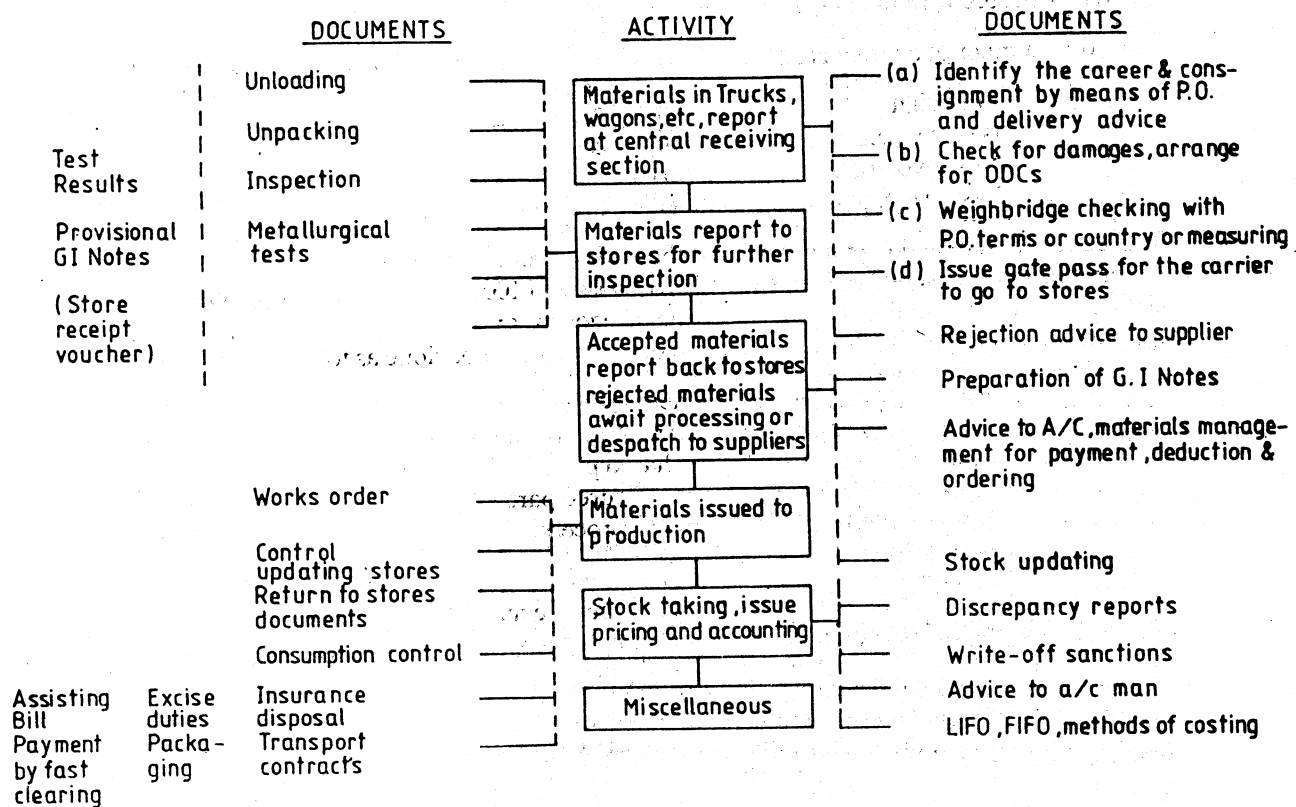 DOCUMENTS
ACTIVITY
DOCUMENTS
Test
Results
Provisional
GI Notes
(Store
receipt
voucher)
Unloading
Unpacking
Inspection
Metallurgical
tests
Materials in Trucks,
wagons,etc,report
at central receiving
section
(a) Identify the career & cons-
ignment by means of P.O.
and delivery advice
(b) Check for damages,arrange
for ODCs
(c) Weighbridge checking with
P.O.terms or country or measuring
(d) Issue gate pass for the carrier
to go to stores
Materials report to
stores for further
inspection
Accepted materials
report back to stores
rejected materials
await processing or
despatch to suppliers
Rejection advice to supplier
Preparation of G.I Notes
Advice to A/C,materials manage-
ment for payment,deduction &
ordering
Works order
Control
updating stores
Return to stores
documents
Consumption control
Materials issued to
production
Stock taking,issue
pricing and accounting
Stock updating
Discrepancy reports
Write-off sanctions
Advice to a/c man
LIFO,FIFO,methods of costing
Assisting
Bill
Payment
by fast
clearing
Excise
duties
Packa-
ging
Insurance
disposal
Transport
contracts
Miscellaneous